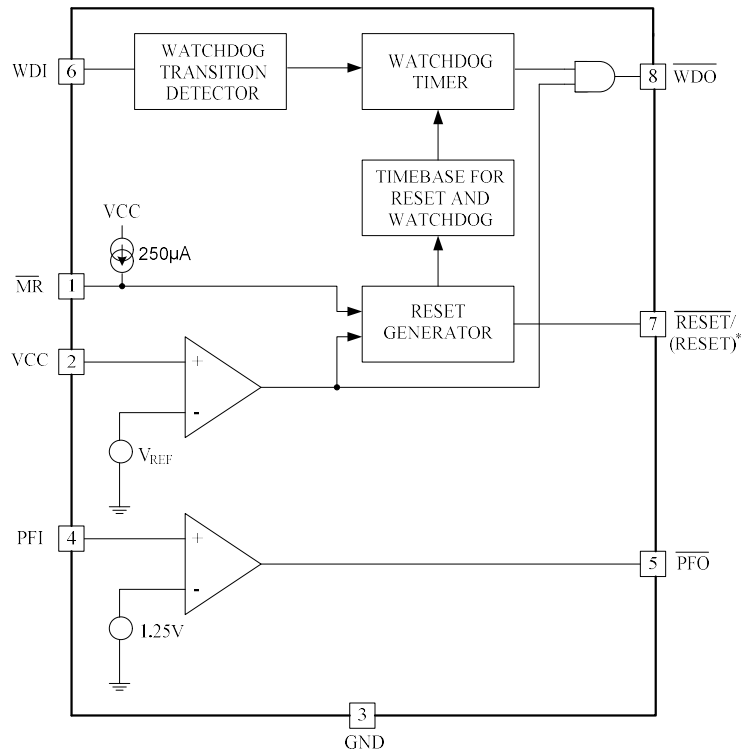 WDI
6
WATCHDOG
TRANSITION
DETECTOR
WATCHDOG
TIMER
8
WDO
TIMEBASE FOR
RESET AND
WATCHDOG
VCC
250µA
MR
1
RESET
GENERATOR
7
RESET/
(RESET)*
VCC
2
+
-
VREF
PFI
4
+
-
5
PFO
1.25V
3
GND